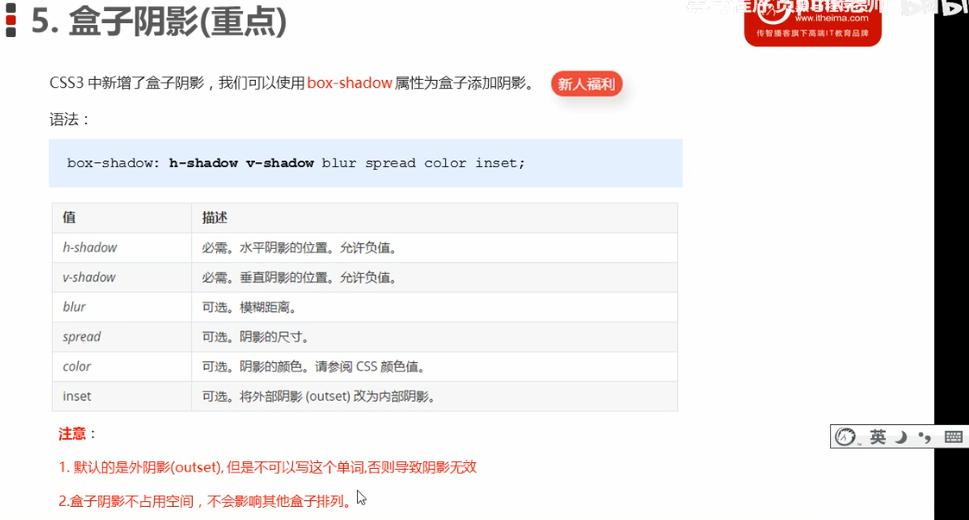 5. 盒子阴影(重点)
www.itheima.com
传智播客旗下高端IT教育品牌
CSS3 中新增了盒子阴影，我们可以使用 box-shadow 属性为盒子添加阴影。 新人福利
语法：
box-shadow: h-shadow v-shadow blur spread color inset;
值 描述
h-shadow 必需。水平阴影的位置。允许负值。
v-shadow 必需。垂直阴影的位置。允许负值。
blur 可选。模糊距离。
spread 可选。阴影的尺寸。
color 可选。阴影的颜色。请参阅 CSS 颜色值。
inset 可选。将外部阴影 (outset) 改为内部阴影。
注意：
英
1. 默认的是外阴影(outset), 但是不可以写这个单词,否则导致阴影无效
2.盒子阴影不占用空间，不会影响其他盒子排列。